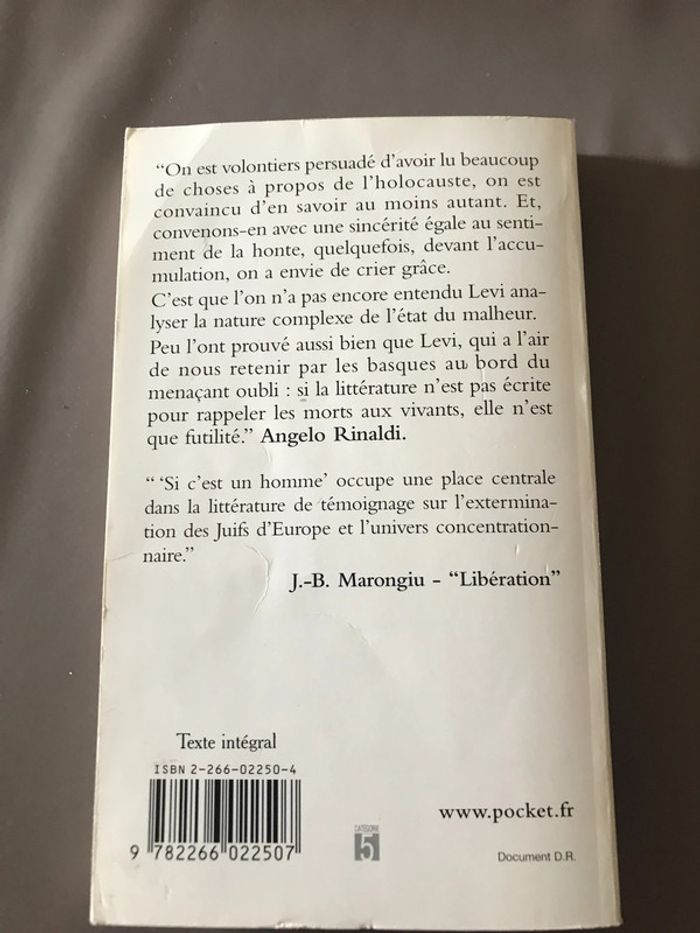 “On est volontiers persuadé d’avoir lu beaucoup
de choses à propos de l’holocauste, on est
convaincu d’en savoir au moins autant. Et,
convenons-en avec une sincérité égale au senti-
ment de la honte, quelquefois, devant l’accu-
mulation, on a envie de crier grâce.
C’est que l’on n’a pas encore entendu Levi ana-
lyser la nature complexe de l’état du malheur.
Peu l’ont prouvé aussi bien que Levi, qui a l’air
de nous retenir par les basques au bord du
menaçant oubli : si la littérature n’est pas écrite
pour rappeler les morts aux vivants, elle n’est
que futilité.” Angelo Rinaldi.
“ ‘Si c’est un homme’ occupe une place centrale
dans la littérature de témoignage sur l’extermina-
tion des Juifs d’Europe et l’univers concentration-
naire.”
J.-B. Marongiu - “Libération”
Texte intégral
ISBN 2-266-02250-4
9 782266 022507
CATÉGORIE
5
www.pocket.fr
Document D.R.